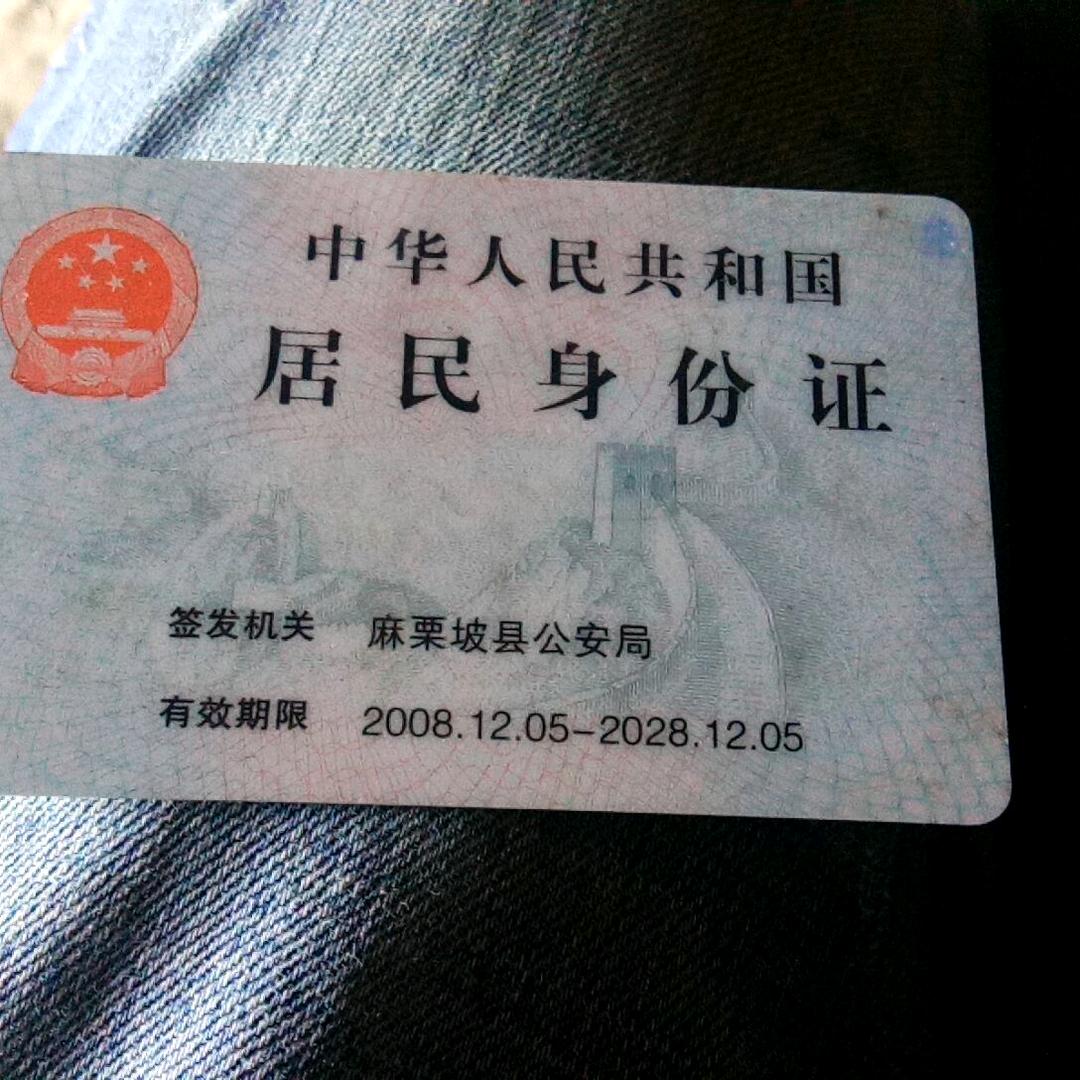 中华人民共和国
居民身份证
签发机关 麻栗坡县公安局
有效期限 2008.12.05-2028.12.05